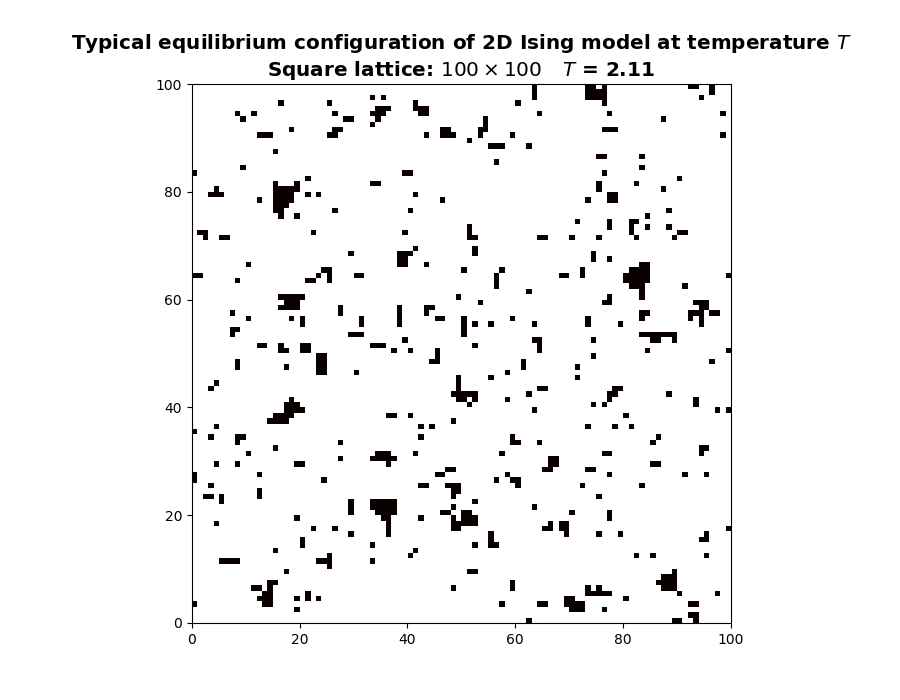 Typical equilibrium configuration of 2D Ising model at temperature T
Square lattice: 100 × 100 T = 2.11
100
80
60
40
20
0
0 20 40 60 80 100